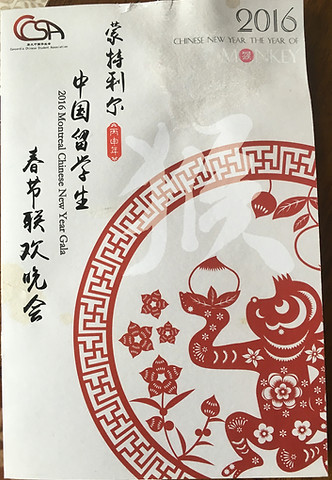 CCSA
2016
CHINESE NEW YEAR THE YEAR OF
MONKEY
猴
蒙特利尔
丙申年
中国留学生
2016 Montreal Chinese New Year Gala
春节联欢晚会